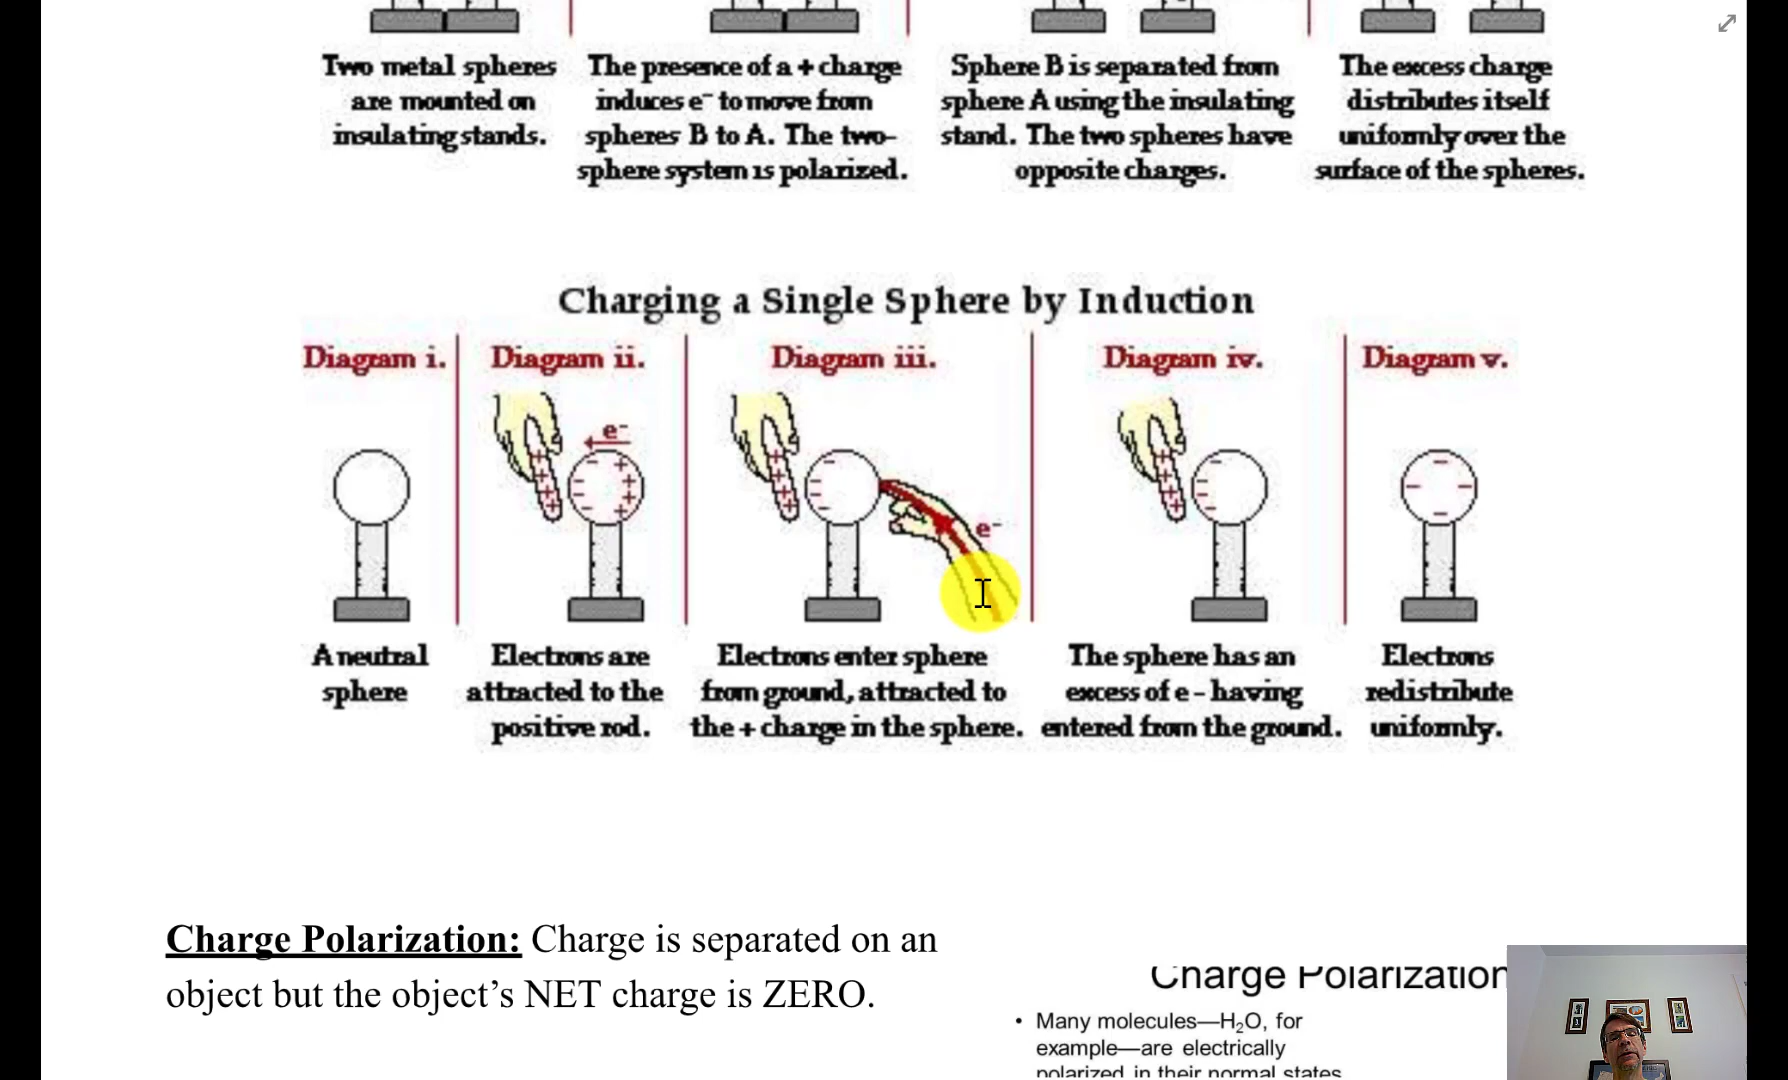 Two metal spheres
are mounted on
insulating stands.
The presence of a + charge
induces e⁻ to move from
spheres B to A. The two-
sphere system is polarized.
Sphere B is separated from
sphere A using the insulating
stand. The two spheres have
opposite charges.
The excess charge
distributes itself
uniformly over the
surface of the spheres.
Charging a Single Sphere by Induction
Diagram i.
Diagram ii.
Diagram iii.
Diagram iv.
Diagram v.
e⁻
e⁻
A neutral
sphere
Electrons are
attracted to the
positive rod.
Electrons enter sphere
from ground, attracted to
the + charge in the sphere.
The sphere has an
excess of e - having
entered from the ground.
Electrons
redistribute
uniformly.
Charge Polarization: Charge is separated on an
object but the object’s NET charge is ZERO.
Charge Polarization
• Many molecules—H₂O, for
example—are electrically
polarized in their normal states